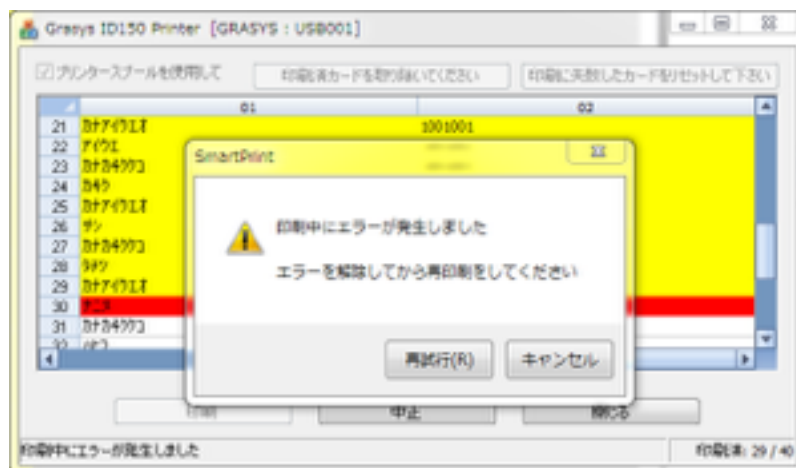 Grasys ID150 Printer [GRASYS : USB001]
プリンタースプールを使用して
印刷済カードを取り除いてください
印刷に失敗したカードをリセットして下さい
01 02
21 カナアイウエオ 1001001
22 アイウエ
23 カナカキクケコ
24 カキク
25 カナアイウエオ
26 サシ
27 カナカキクケコ
28 タチツ
29 カナアイウエオ
30 ナニヌ
31 カナカキクケコ
32
SmartPrint
印刷中にエラーが発生しました
エラーを解除してから再印刷をしてください
再試行(R) キャンセル
印刷 中止 閉じる
印刷中にエラーが発生しました 印刷済: 29 / 40